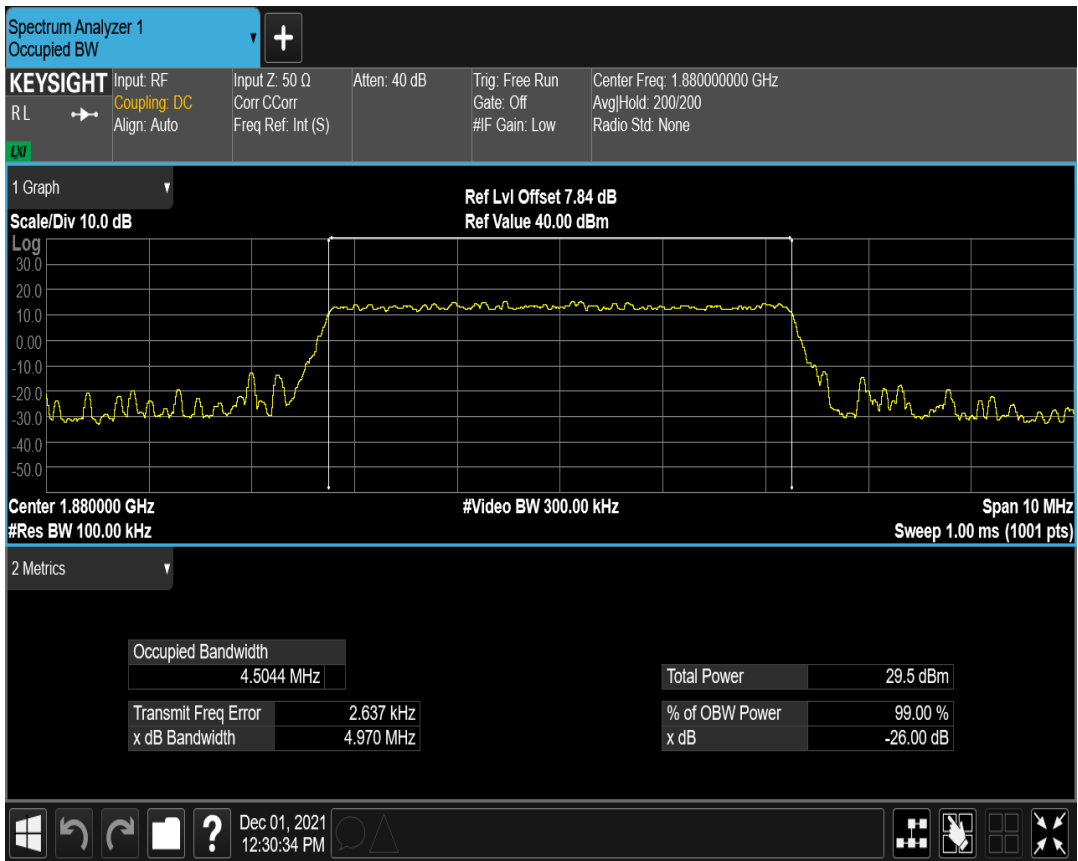 Spectrum Analyzer 1
Occupied BW
+
KEYSIGHT Input: RF Input Z: 50 Ω Atten: 40 dB Trig: Free Run Center Freq: 1.880000000 GHz
R L Coupling: DC Corr CCorr Gate: Off Avg|Hold: 200/200
Align: Auto Freq Ref: Int (S) #IF Gain: Low Radio Std: None
LXI
1 Graph
Ref Lvl Offset 7.84 dB
Scale/Div 10.0 dB Ref Value 40.00 dBm
Log
30.0
20.0
10.0
0.00
-10.0
-20.0
-30.0
-40.0
-50.0
Center 1.880000 GHz #Video BW 300.00 kHz Span 10 MHz
#Res BW 100.00 kHz Sweep 1.00 ms (1001 pts)
2 Metrics
Occupied Bandwidth
4.5044 MHz Total Power 29.5 dBm
Transmit Freq Error 2.637 kHz % of OBW Power 99.00 %
x dB Bandwidth 4.970 MHz x dB -26.00 dB
? Dec 01, 2021
12:30:34 PM